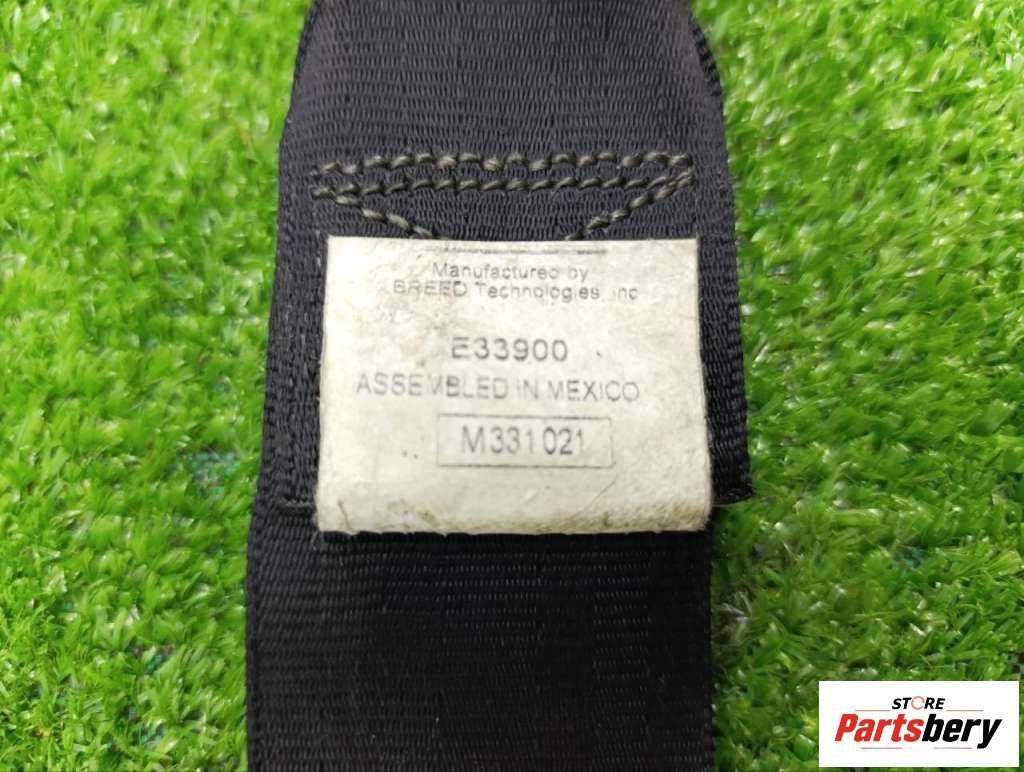 Manufactured by
BREED Technologies, Inc
E33900
ASSEMBLED IN MEXICO
M331021
STORE
Partsbery